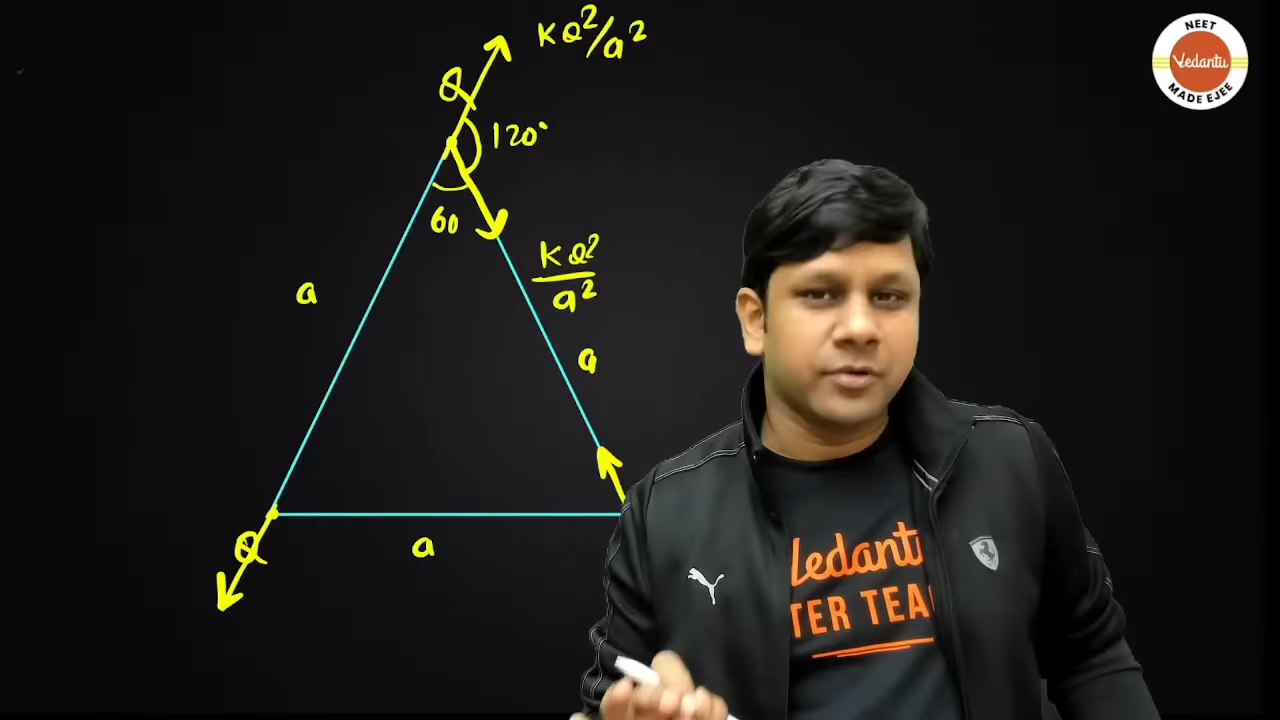 KQ²/a²
Q
120°
60
KQ²
a²
a
a
Q
a
NEET
Vedantu
MADE EJEE
Vedantu
TER TEA